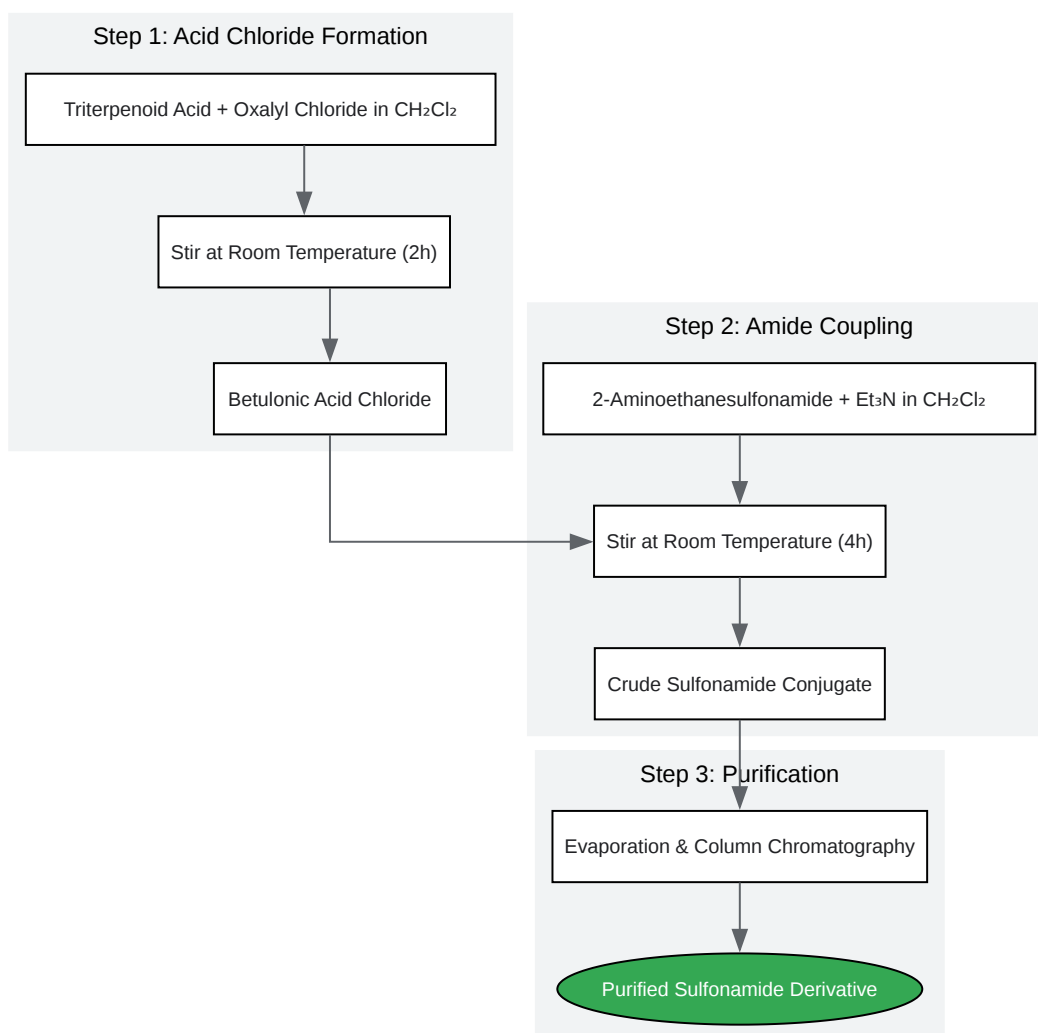 Step 1: Acid Chloride Formation
Triterpenoid Acid + Oxalyl Chloride in CH₂Cl₂
Stir at Room Temperature (2h)
Betulonic Acid Chloride
Step 2: Amide Coupling
2-Aminoethanesulfonamide + Et₃N in CH₂Cl₂
Stir at Room Temperature (4h)
Crude Sulfonamide Conjugate
Step 3: Purification
Evaporation & Column Chromatography
Purified Sulfonamide Derivative